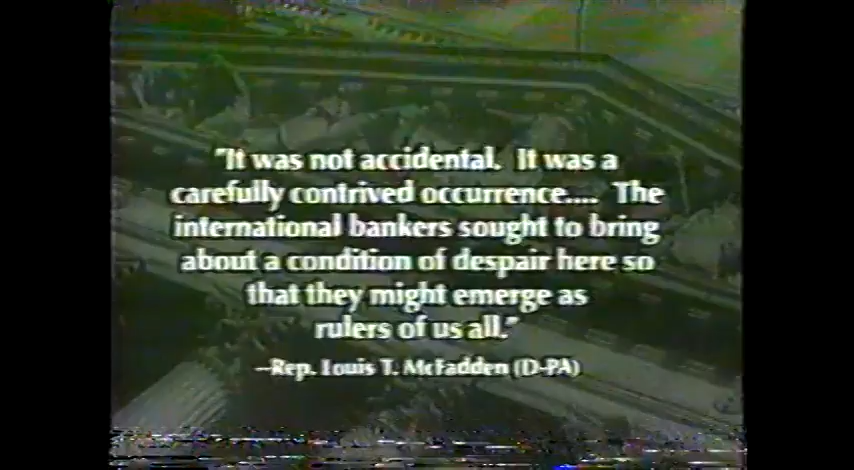 "It was not accidental. It was a
carefully contrived occurrence.... The
international bankers sought to bring
about a condition of despair here so
that they might emerge as
rulers of us all."
--Rep. Louis T. McFadden (D-PA)